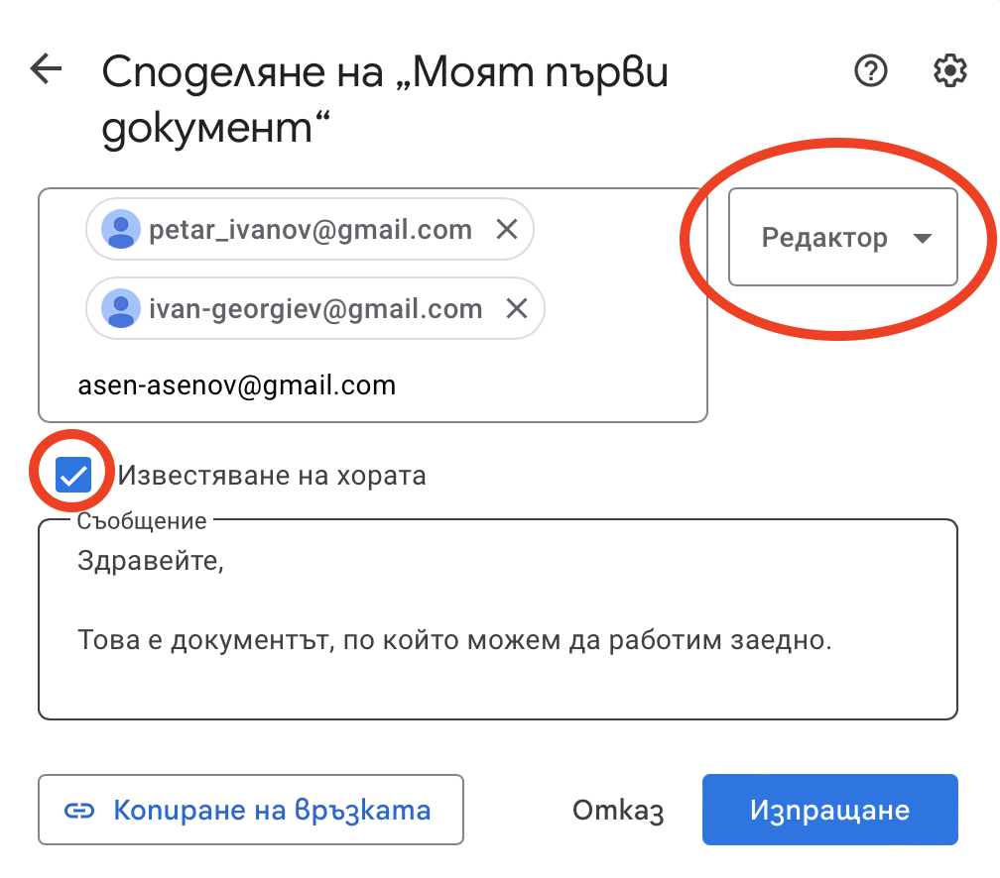 Споделяне на „Моят първи
документ“
petar_ivanov@gmail.com
Редактор
ivan-georgiev@gmail.com
asen-asenov@gmail.com
Известяване на хората
Съобщение
Здравейте,
Това е документът, по който можем да работим заедно.
Копиране на връзката
Отказ
Изпращане